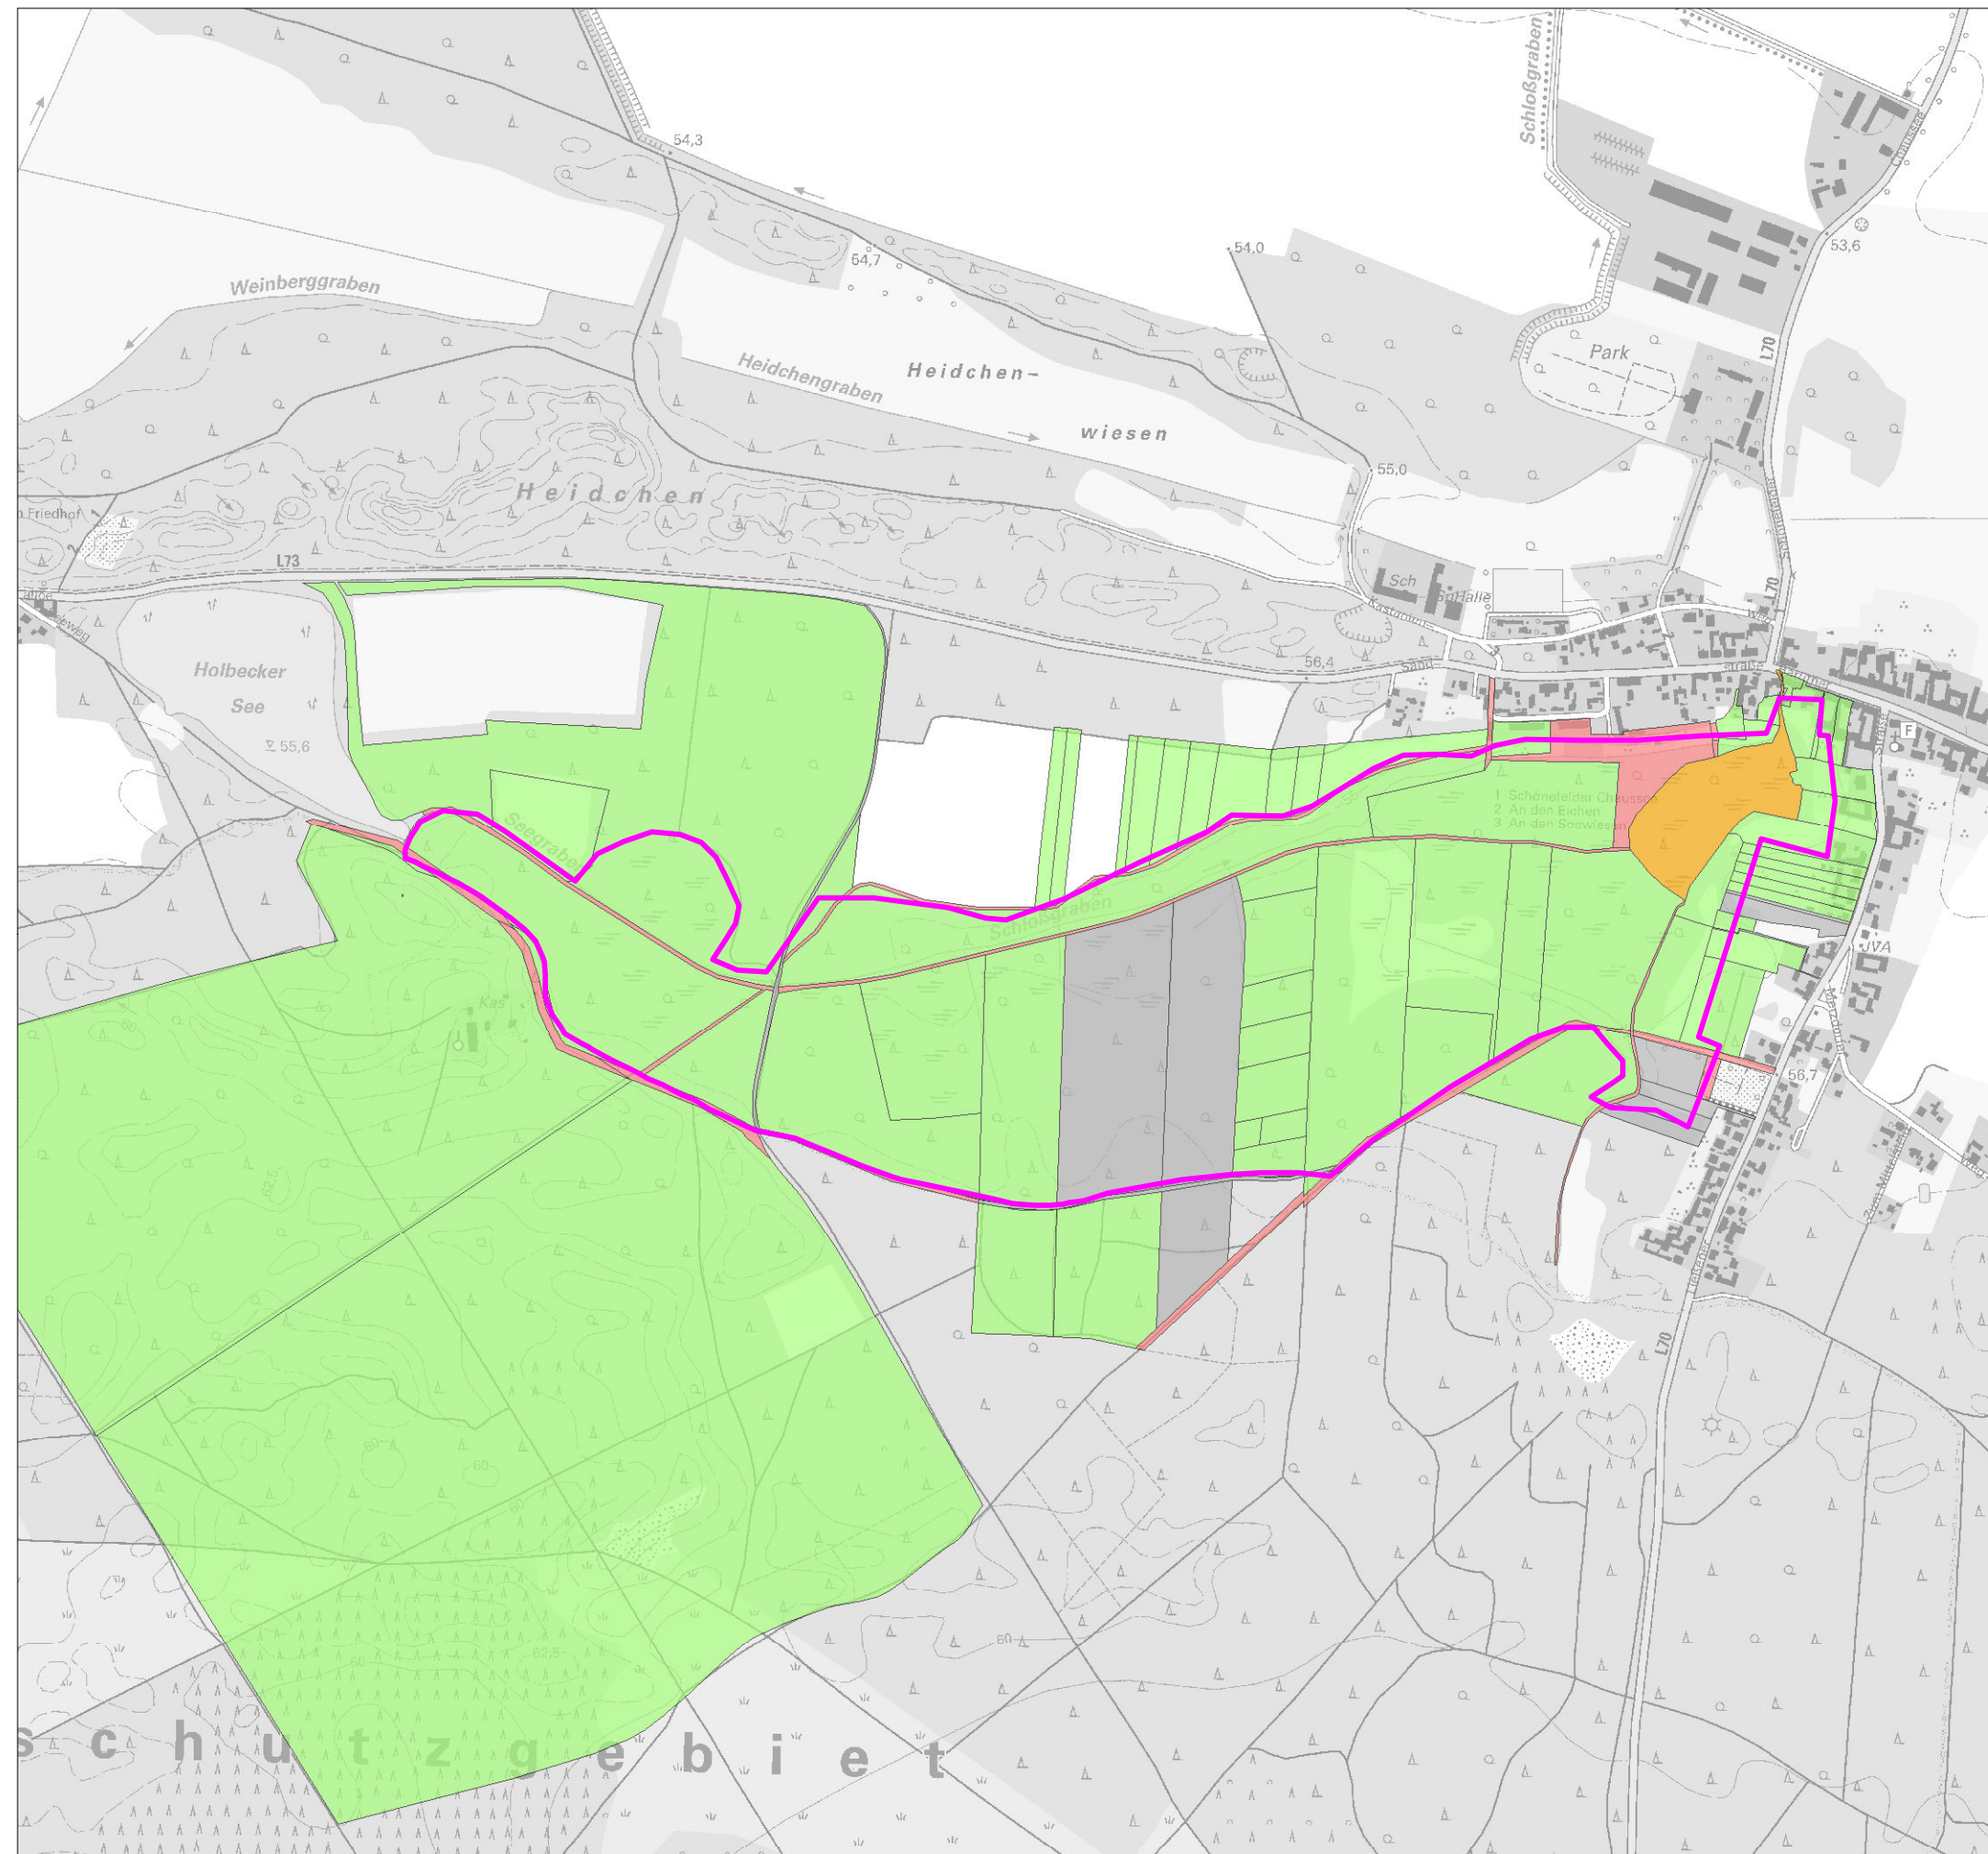 Schloßgraben
Chaussee
54,3
54,7
54,0
53,6
Weinberggraben
Heidchengraben
Heidchen-
wiesen
Park
L70
55,0
Heidchen
Friedhof
L73
Sch
SpHalle
L70
Holbecker
See
55,6
56,4
Sand
straße
F
1 Schönefelder Chaussee
2 An den Eichen
3 An den Seewiesen
Seegraben
Schloßgraben
JVA
Kas
60
56,7
62,5
L70
60
60
60
62,5
60
60
schutzgebiet